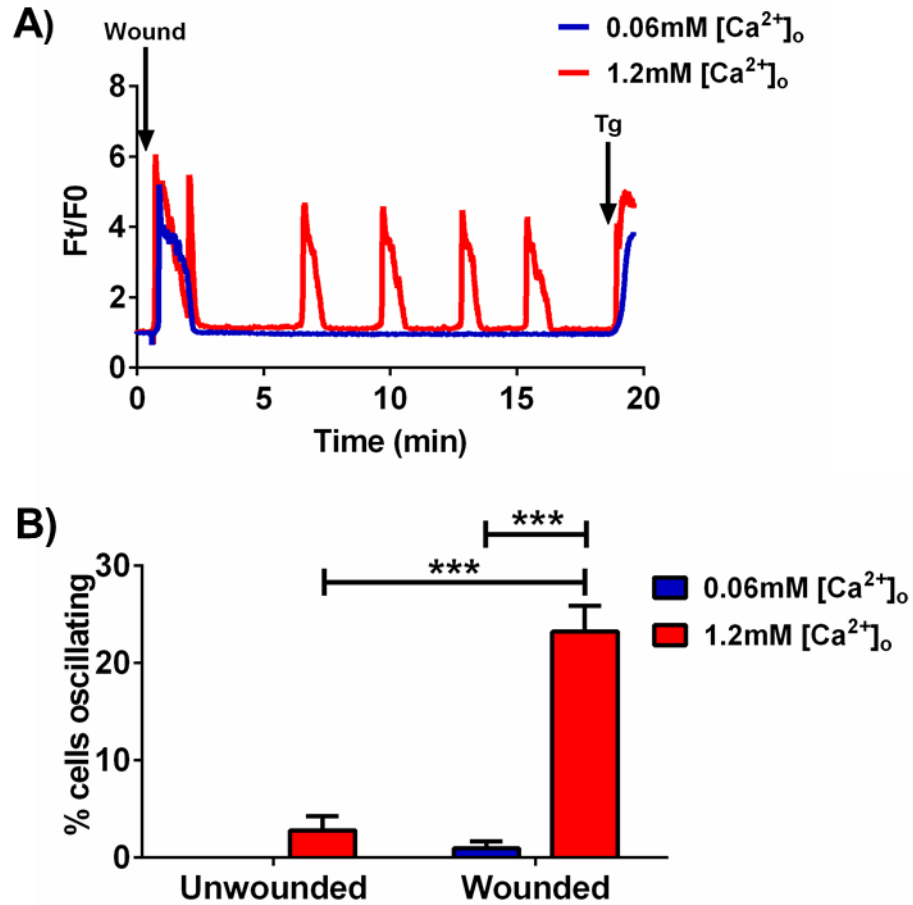 A)
Wound
0.06mM [Ca²⁺]ₒ
1.2mM [Ca²⁺]ₒ
Tg
8
6
4
2
0
Ft/F0
0 5 10 15 20
Time (min)
B)
***
***
0.06mM [Ca²⁺]ₒ
1.2mM [Ca²⁺]ₒ
30
20
10
0
% cells oscillating
Unwounded Wounded